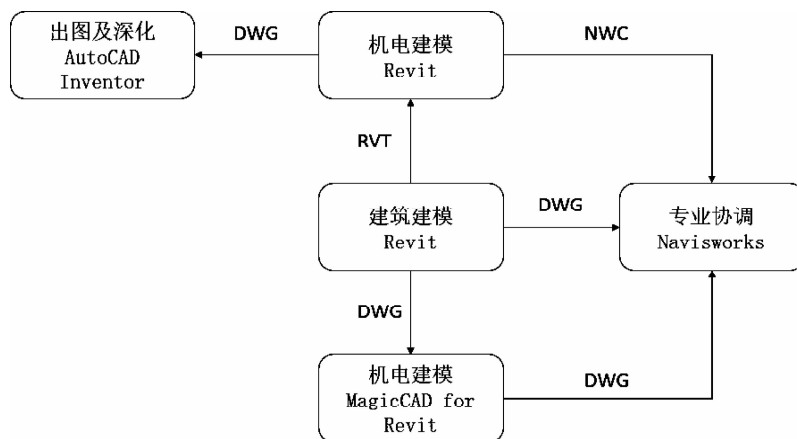 出图及深化
AutoCAD
Inventor
DWG
机电建模
Revit
NWC
RVT
建筑建模
Revit
DWG
专业协调
Navisworks
DWG
机电建模
MagicCAD for
Revit
DWG